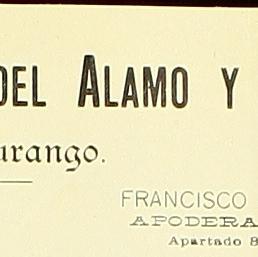 DEL ALAMO Y
urango.
FRANCISCO
APODERA
Apartado 8